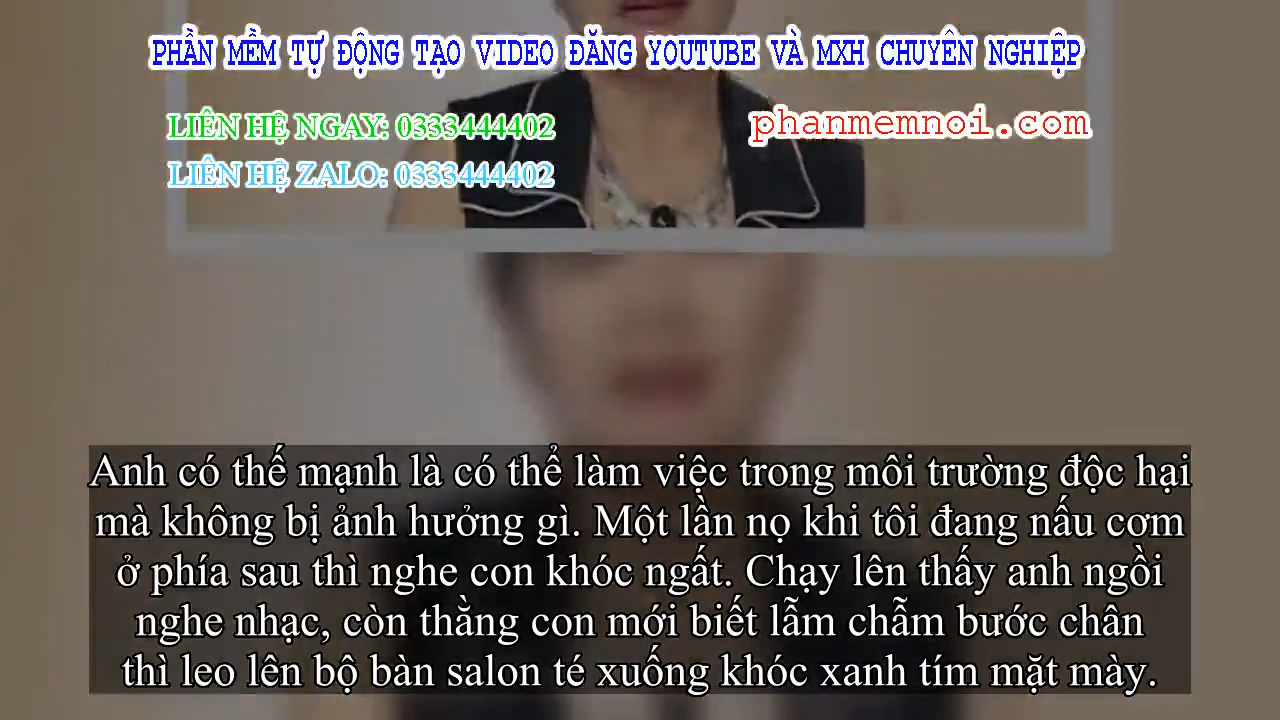 PHẦN MỀM TỰ ĐỘNG TẠO VIDEO ĐĂNG YOUTUBE VÀ MXH CHUYÊN NGHIỆP
LIÊN HỆ NGAY: 0333444402
phanmemnoi.com
LIÊN HỆ ZALO: 0333444402
Anh có thế mạnh là có thể làm việc trong môi trường độc hại
mà không bị ảnh hưởng gì. Một lần nọ khi tôi đang nấu cơm
ở phía sau thì nghe con khóc ngất. Chạy lên thấy anh ngồi
nghe nhạc, còn thằng con mới biết lẫm chẫm bước chân
thì leo lên bộ bàn salon té xuống khóc xanh tím mặt mày.